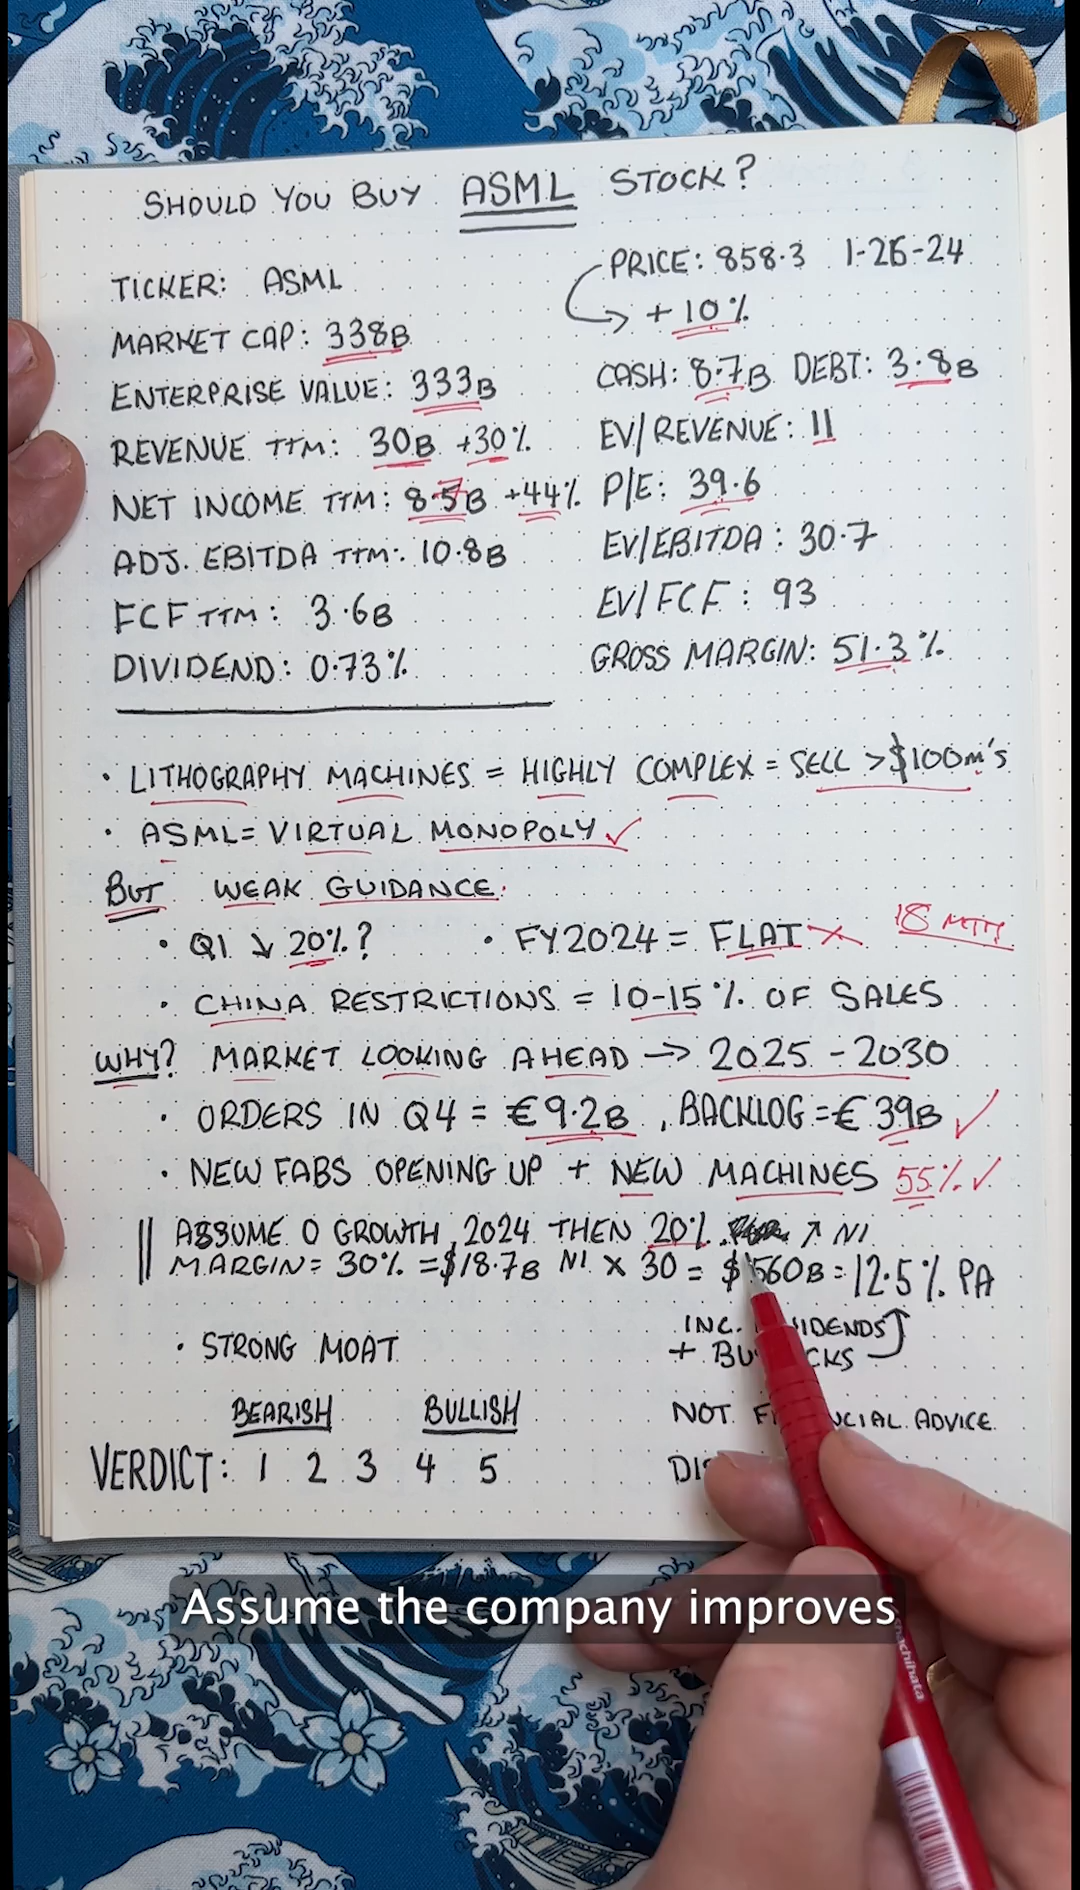 SHOULD YOU BUY ASML STOCK?
TICKER: ASML
PRICE: 858.3 1-26-24
+ 10%
MARKET CAP: 338B
CASH: 8.7B DEBT: 3.8B
ENTERPRISE VALUE: 333B
EV/REVENUE: 11
REVENUE TTM: 30B +30%
P/E: 39.6
NET INCOME TTM: 8.5B +44%
EV/EBITDA: 30.7
ADJ. EBITDA TTM: 10.8B
EV/FCF: 93
FCF TTM: 3.6B
GROSS MARGIN: 51.3%
DIVIDEND: 0.73%
• LITHOGRAPHY MACHINES = HIGHLY COMPLEX = SELL >$100m's
• ASML = VIRTUAL MONOPOLY ✓
BUT WEAK GUIDANCE:
• Q1 ↘ 20%? • FY2024 = FLAT ✗ 18 MTH
• CHINA RESTRICTIONS = 10-15% OF SALES
WHY? MARKET LOOKING AHEAD → 2025 - 2030
• ORDERS IN Q4 = €9.2B, BACKLOG = €39B ✓
• NEW FABS OPENING UP + NEW MACHINES 55% ✓
ASSUME 0 GROWTH, 2024 THEN 20% ↗ NI
MARGIN = 30% = $18.7B NI X 30 = $560B = 12.5% PA
INC.
+
• STRONG MOAT
BEARISH BULLISH
NOT ADVICE
VERDICT: 1 2 3 4 5
Assume the company improves